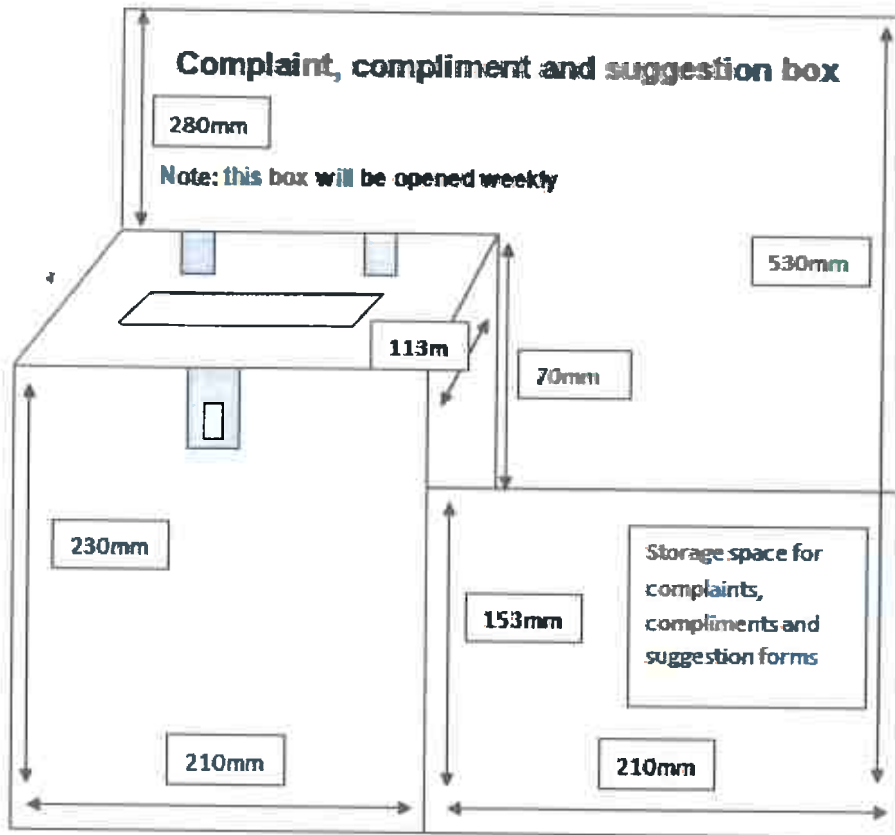 Complaint, compliment and suggestion box
280mm
Note: this box will be opened weekly
530mm
113m
70mm
230mm
153mm
Storage space for
complaints,
compliments and
suggestion forms
210mm
210mm